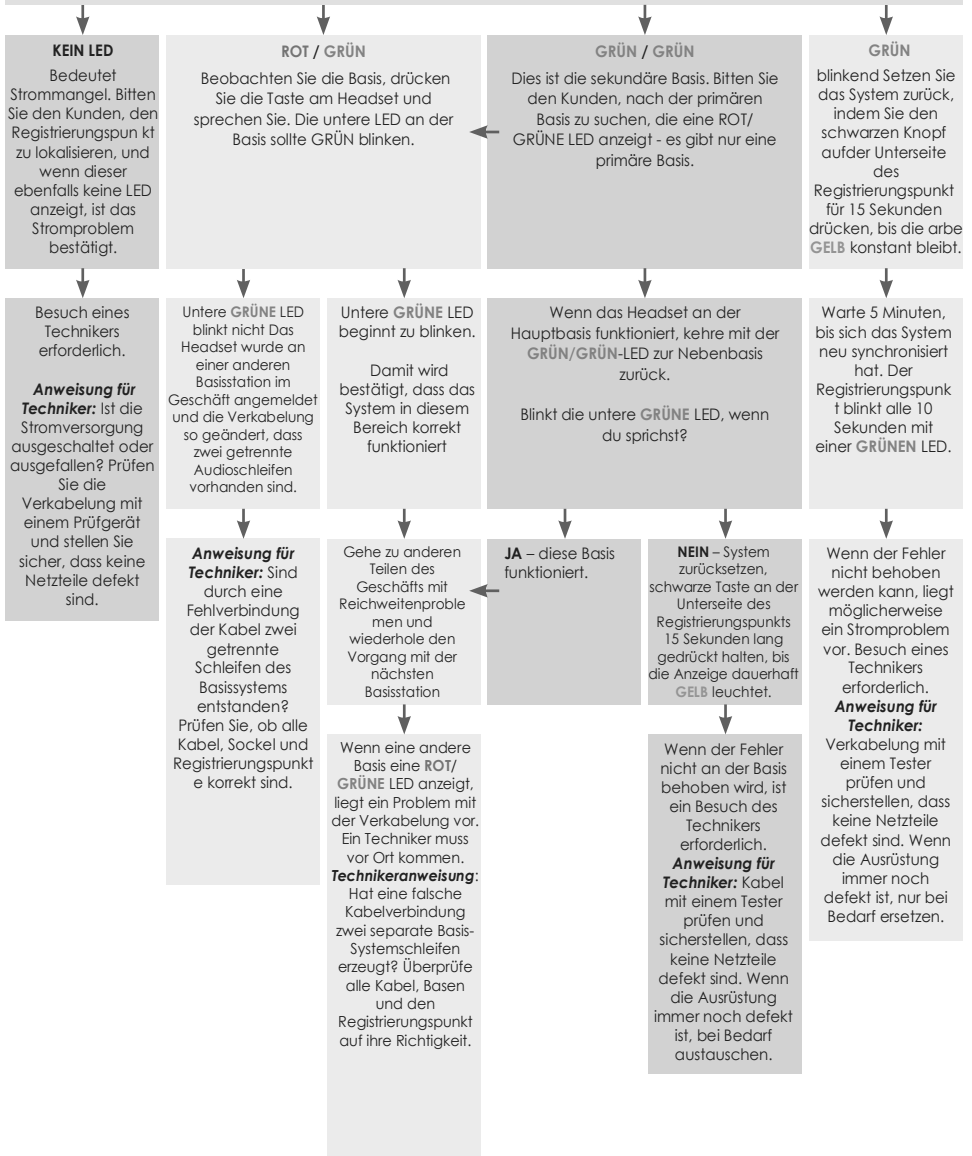 KEIN LED
Bedeutet
Strommangel. Bitten
Sie den Kunden, den
Registrierungspun kt
zu lokalisieren, und
wenn dieser
ebenfalls keine LED
anzeigt, ist das
Stromproblem
bestätigt.
ROT / GRÜN
Beobachten Sie die Basis, drücken
Sie die Taste am Headset und
sprechen Sie. Die untere LED an der
Basis sollte GRÜN blinken.
GRÜN / GRÜN
Dies ist die sekundäre Basis. Bitten Sie
den Kunden, nach der primären
Basis zu suchen, die eine ROT/
GRÜNE LED anzeigt - es gibt nur eine
primäre Basis.
GRÜN
blinkend Setzen Sie
das System zurück,
indem Sie den
schwarzen Knopf
aufder Unterseite
des
Registrierungspunkt
für 15 Sekunden
drücken, bis die arbe
GELB konstant bleibt.
Besuch eines
Technikers
erforderlich.
Anweisung für
Techniker: Ist die
Stromversorgung
ausgeschaltet oder
ausgefallen? Prüfen
Sie die
Verkabelung mit
einem Prüfgerät
und stellen Sie
sicher, dass keine
Netzteile defekt
sind.
Untere GRÜNE LED
blinkt nicht Das
Headset wurde an
einer anderen
Basisstation im
Geschäft angemeldet
und die Verkabelung
so geändert, dass
zwei getrennte
Audioschleifen
vorhanden sind.
Untere GRÜNE LED
beginnt zu blinken.
Damit wird
bestätigt, dass das
System in diesem
Bereich korrekt
funktioniert
Wenn das Headset an der
Hauptbasis funktioniert, kehre mit der
GRÜN/GRÜN-LED zur Nebenbasis
zurück.
Blinkt die untere GRÜNE LED, wenn
du sprichst?
Warte 5 Minuten,
bis sich das System
neu synchronisiert
hat. Der
Registrierungspunk
t blinkt alle 10
Sekunden mit
einer GRÜNEN LED.
Anweisung für
Techniker: Sind
durch eine
Fehlverbindung
der Kabel zwei
getrennte
Schleifen des
Basissystems
entstanden?
Prüfen Sie, ob alle
Kabel, Sockel und
Registrierungspunkt
e korrekt sind.
Gehe zu anderen
Teilen des
Geschäfts mit
Reichweitenproble
men und
wiederhole den
Vorgang mit der
nächsten
Basisstation
JA – diese Basis
funktioniert.
NEIN – System
zurücksetzen,
schwarze Taste an der
Unterseite des
Registrierungspunkts
15 Sekunden lang
gedrückt halten, bis
die Anzeige dauerhaft
GELB leuchtet.
Wenn der Fehler
nicht behoben
werden kann, liegt
möglicherweise
ein Stromproblem
vor. Besuch eines
Technikers
erforderlich.
Anweisung für
Techniker:
Verkabelung mit
einem Tester
prüfen und
sicherstellen, dass
keine Netzteile
defekt sind. Wenn
die Ausrüstung
immer noch
defekt ist, nur bei
Bedarf ersetzen.
Wenn eine andere
Basis eine ROT/
GRÜNE LED anzeigt,
liegt ein Problem mit
der Verkabelung vor.
Ein Techniker muss
vor Ort kommen.
Technikeranweisung:
Hat eine falsche
Kabelverbindung
zwei separate Basis-
Systemschleifen
erzeugt? Überprüfe
alle Kabel, Basen
und den
Registrierungspunkt
auf ihre Richtigkeit.
Wenn der Fehler
nicht an der Basis
behoben wird, ist
ein Besuch des
Technikers
erforderlich.
Anweisung für
Techniker: Kabel
mit einem Tester
prüfen und
sicherstellen, dass
keine Netzteile
defekt sind. Wenn
die Ausrüstung
immer noch defekt
ist, bei Bedarf
austauschen.